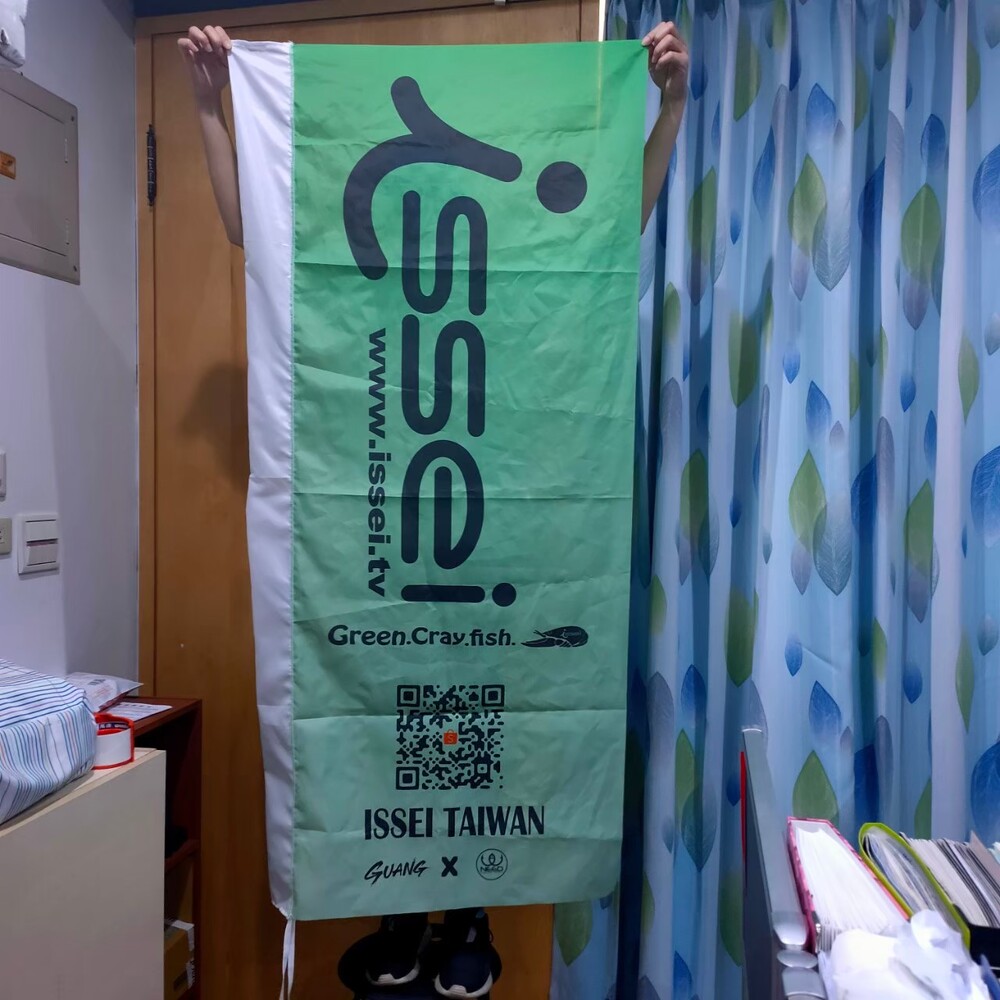 issei
www.issei.tv
Green.Cray.fish.
ISSEI TAIWAN
GUANG X